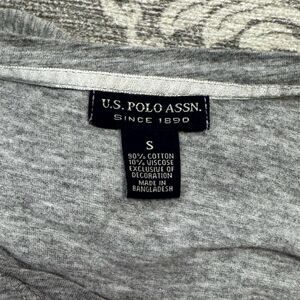 U.S. POLO ASSN.
SINCE 1890
S
90% COTTON
10% VISCOSE
EXCLUSIVE OF
DECORATION
MADE IN
BANGLADESH